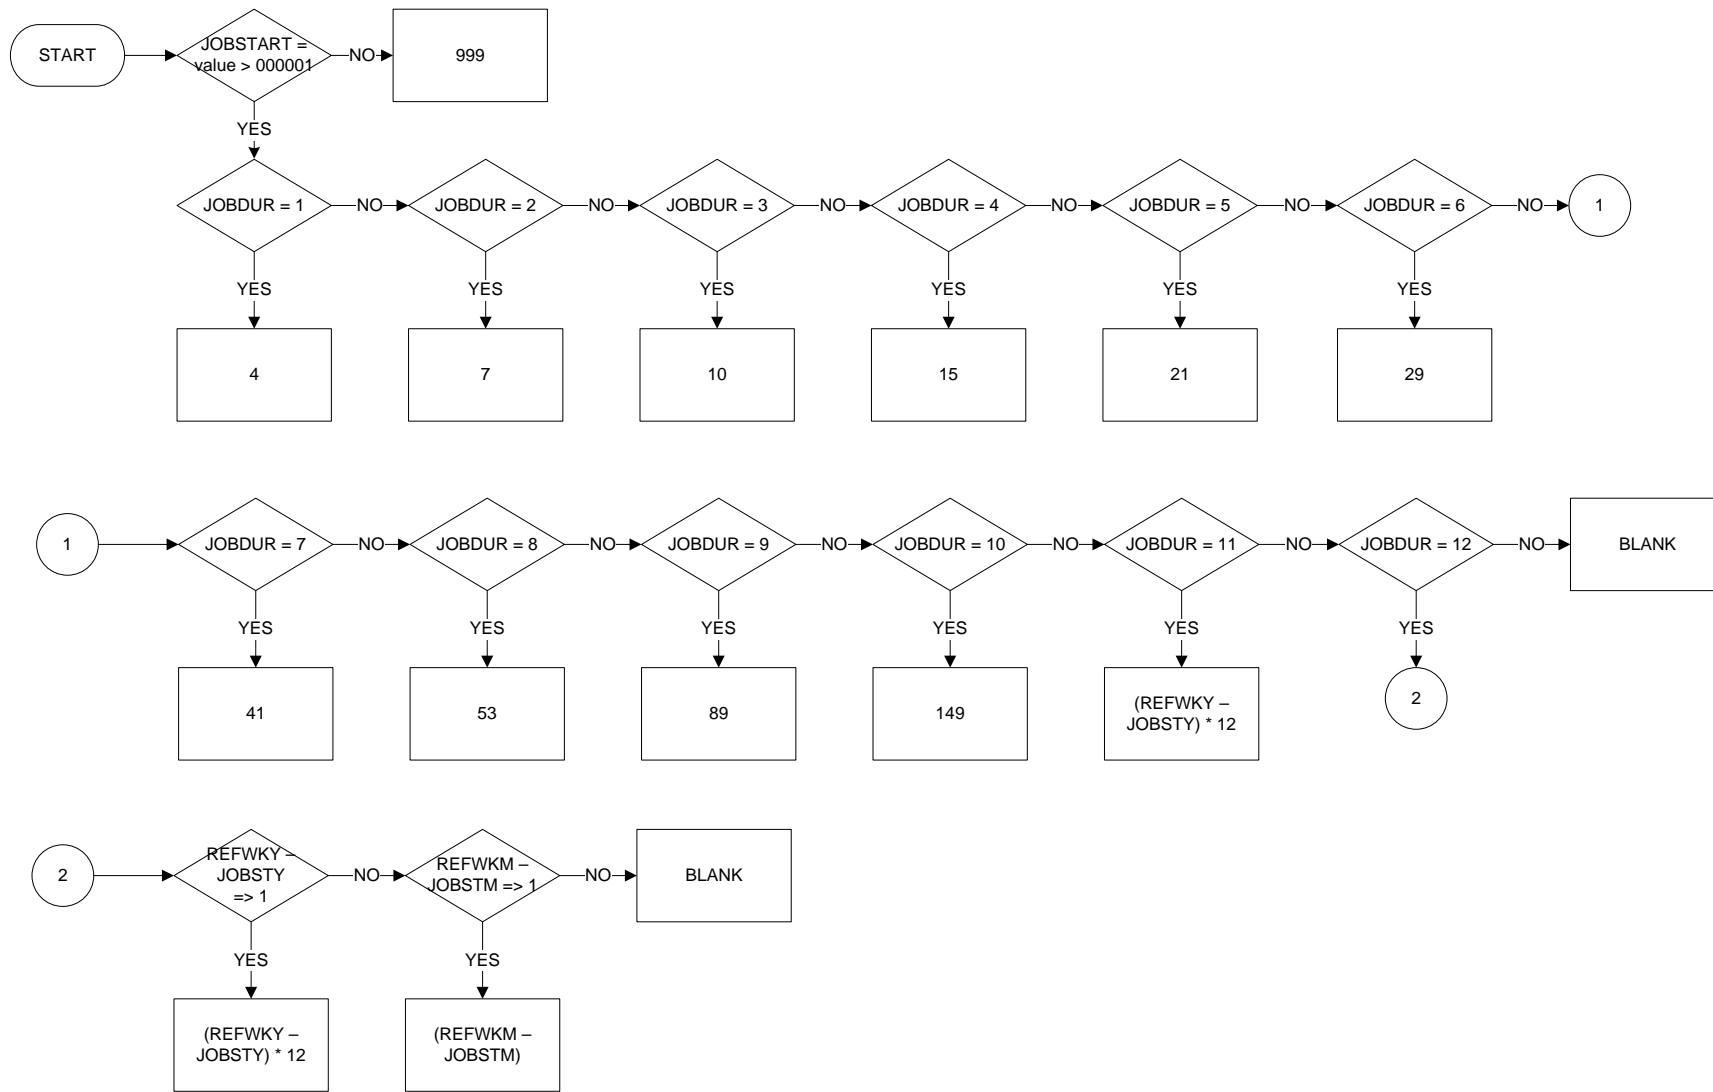 START
JOBSTART =
value > 000001
NO
999
YES
JOBDUR = 1
NO
JOBDUR = 2
NO
JOBDUR = 3
NO
JOBDUR = 4
NO
JOBDUR = 5
NO
JOBDUR = 6
NO
1
YES
YES
YES
YES
YES
YES
4
7
10
15
21
29
1
JOBDUR = 7
NO
JOBDUR = 8
NO
JOBDUR = 9
NO
JOBDUR = 10
NO
JOBDUR = 11
NO
JOBDUR = 12
NO
BLANK
YES
YES
YES
YES
YES
YES
41
53
89
149
(REFWKY –
JOBSTY) * 12
2
2
REFWKY –
JOBSTY
=> 1
NO
REFWKM –
JOBSTM => 1
NO
BLANK
YES
YES
(REFWKY –
JOBSTY) * 12
(REFWKM –
JOBSTM)